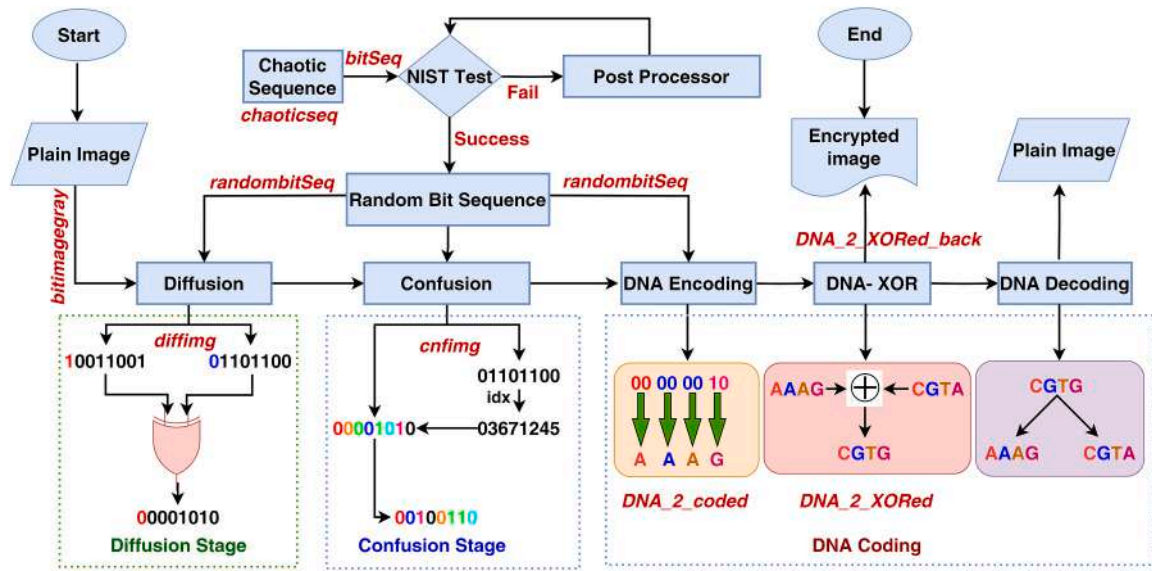 Start
End
Chaotic
Sequence
bitSeq
NIST Test
Fail
Post Processor
chaoticseq
Success
Plain Image
Encrypted
image
Plain Image
randombitSeq
Random Bit Sequence
randombitSeq
bitimagegray
DNA_2_XORed_back
Diffusion
Confusion
DNA Encoding
DNA- XOR
DNA Decoding
diffimg
10011001
01101100
00001010
Diffusion Stage
cnfimg
01101100
idx
00001010
03671245
00100110
Confusion Stage
00 00 00 10
A A A G
DNA_2_coded
AAAG
CGTA
CGTG
DNA_2_XORed
CGTG
AAAG
CGTA
DNA Coding